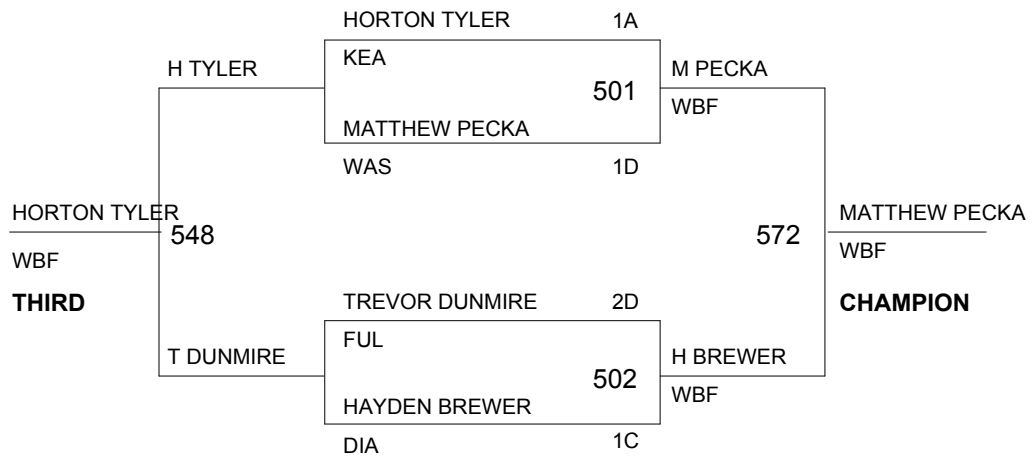 HORTON TYLER 1A
KEA
H TYLER
M PECKA
501
WBF
MATTHEW PECKA
WAS 1D
HORTON TYLER
WBF
THIRD
548
572
MATTHEW PECKA
WBF
CHAMPION
TREVOR DUNMIRE 2D
FUL
T DUNMIRE
H BREWER
502
WBF
HAYDEN BREWER
DIA 1C